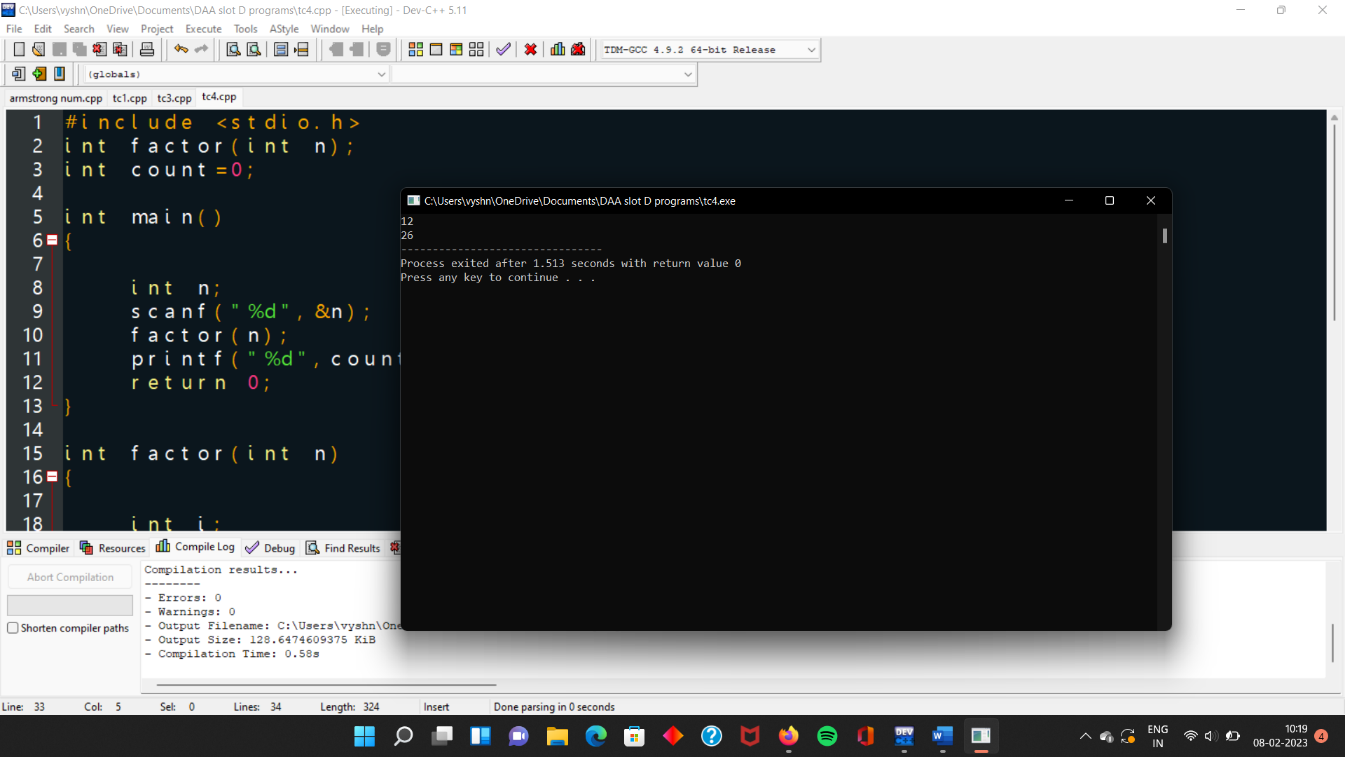 C:\Users\vyshn\OneDrive\Documents\DAA slot D programs\tc4.cpp - [Executing] - Dev-C++ 5.11
File Edit Search View Project Execute Tools AStyle Window Help
TDM-GCC 4.9.2 64-bit Release
(globals)
armstrong num.cpp tc1.cpp tc3.cpp tc4.cpp
1 #include <stdio.h>
2 int factor(int n);
3 int count=0;
4
5 int main()
6 {
7
8 int n;
9 scanf("%d",&n);
10 factor(n);
11 printf("%d",count
12 return 0;
13 }
14
15 int factor(int n)
16 {
17
18 int i;
C:\Users\vyshn\OneDrive\Documents\DAA slot D programs\tc4.exe
12
26
--------------------------------
Process exited after 1.513 seconds with return value 0
Press any key to continue . . .
Compiler Resources Compile Log Debug Find Results
Abort Compilation
Shorten compiler paths
Compilation results...
--------
- Errors: 0
- Warnings: 0
- Output Filename: C:\Users\vyshn\One
- Output Size: 128.6474609375 KiB
- Compilation Time: 0.58s
Line: 33 Col: 5 Sel: 0 Lines: 34 Length: 324 Insert Done parsing in 0 seconds
DEV
W
ENG
IN
10:19
08-02-2023
4